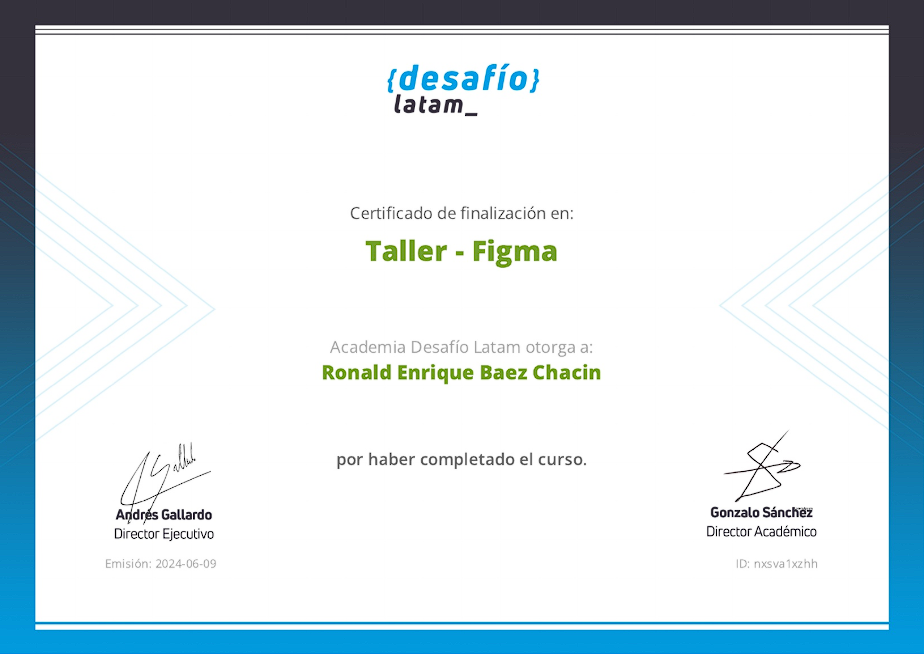 {desafío}
latam_
Certificado de finalización en:
Taller - Figma
Academia Desafío Latam otorga a:
Ronald Enrique Baez Chacin
por haber completado el curso.
Andrés Gallardo
Director Ejecutivo
Emisión: 2024-06-09
Gonzalo Sánchez
Director Académico
ID: nxsva1xzhh